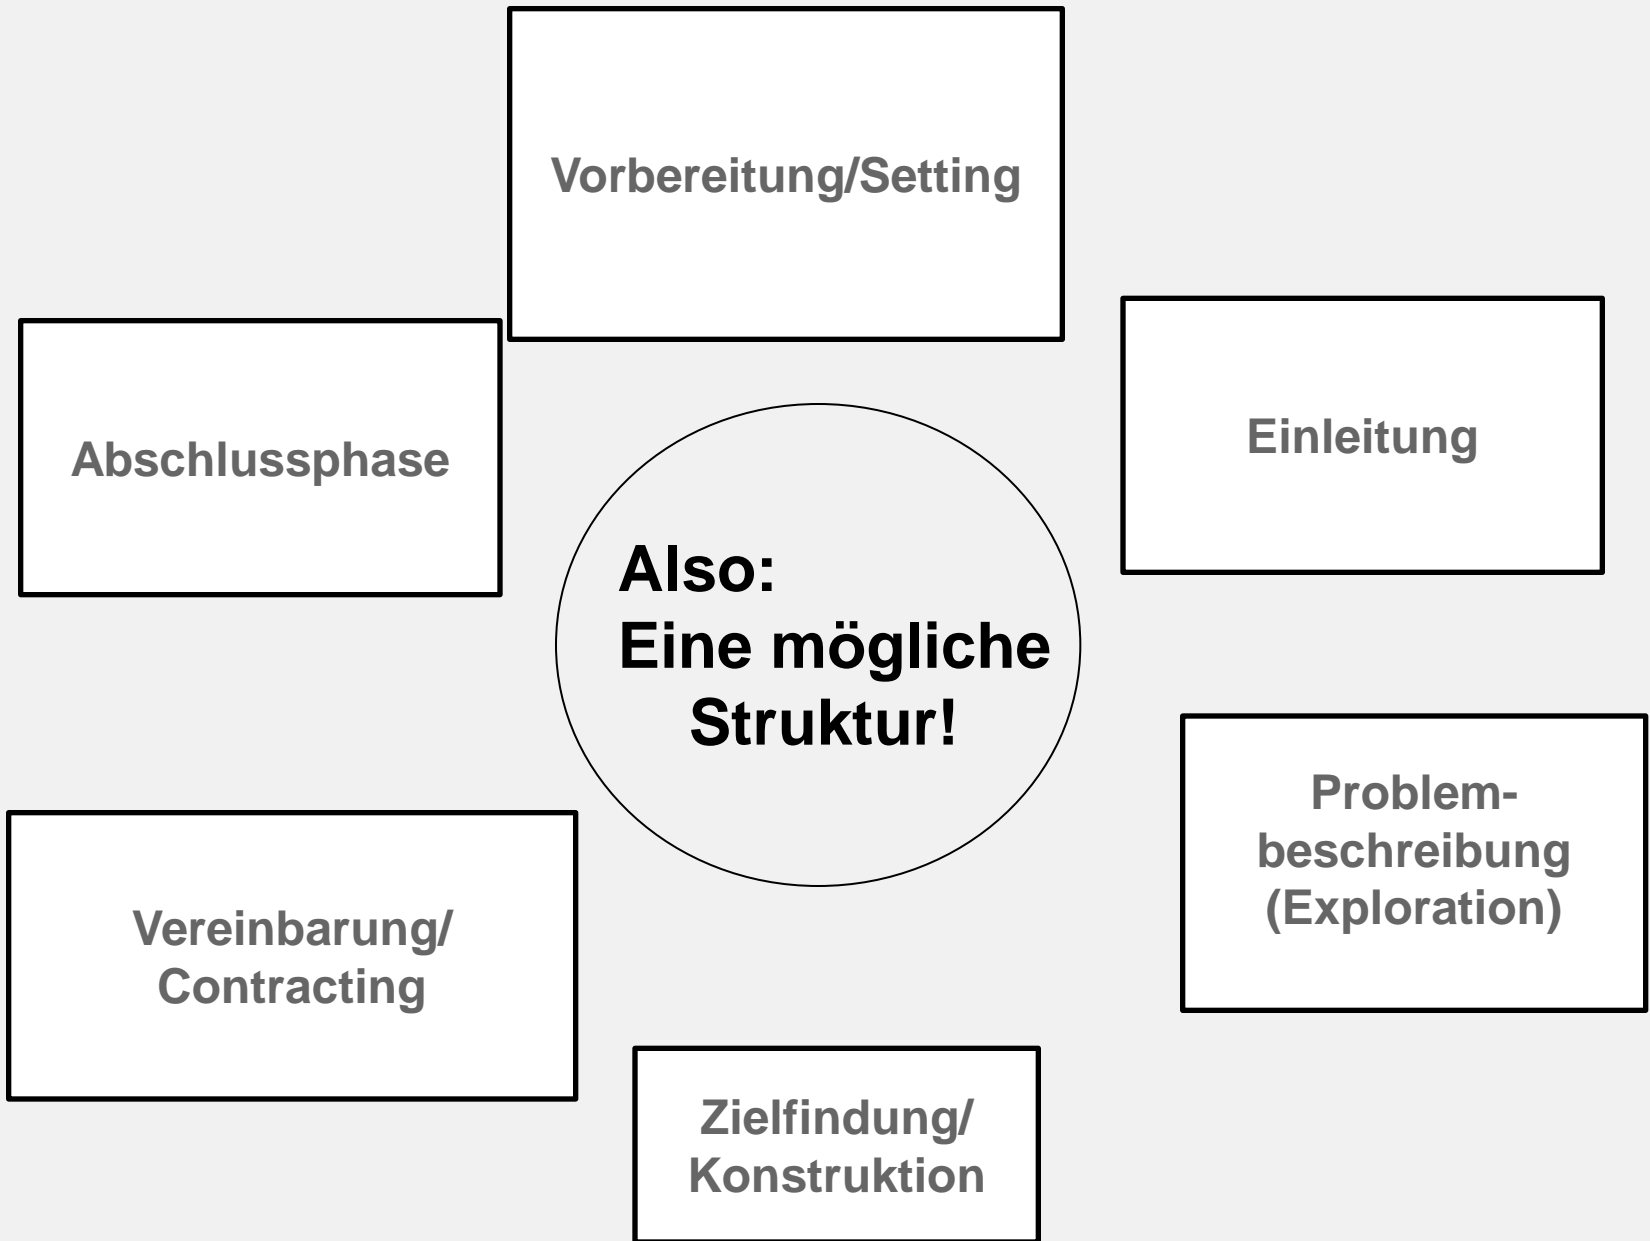 Vorbereitung/Setting
Einleitung
Abschlussphase
Also:
Eine mögliche
Struktur!
Problem-
beschreibung
(Exploration)
Vereinbarung/
Contracting
Zielfindung/
Konstruktion